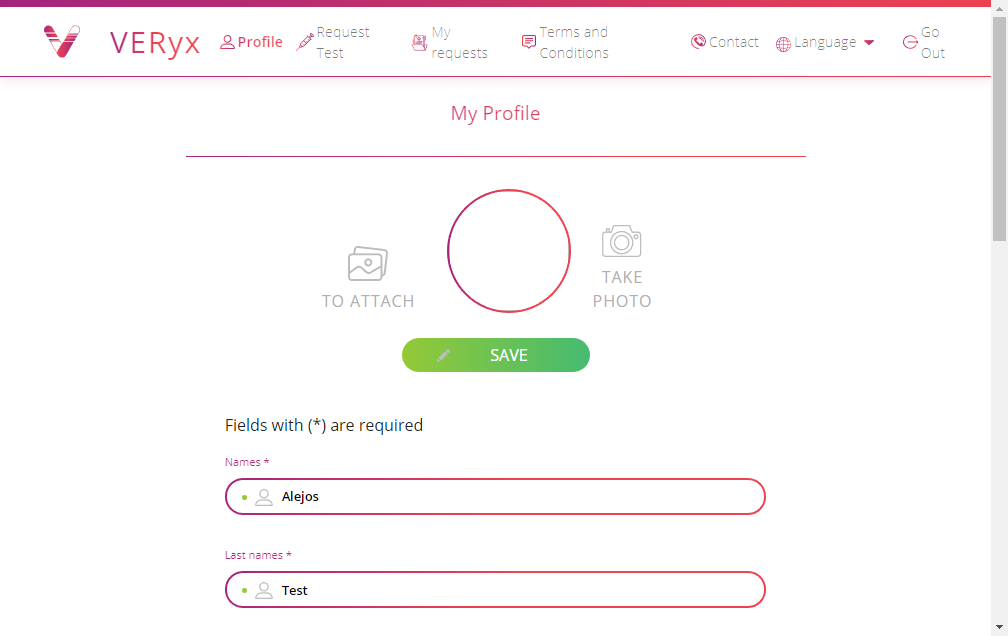 VERyx
Profile
Request
Test
My
requests
Terms and
Conditions
Contact
Language
Go
Out
My Profile
TO ATTACH
TAKE
PHOTO
SAVE
Fields with (*) are required
Names *
Alejos
Last names *
Test